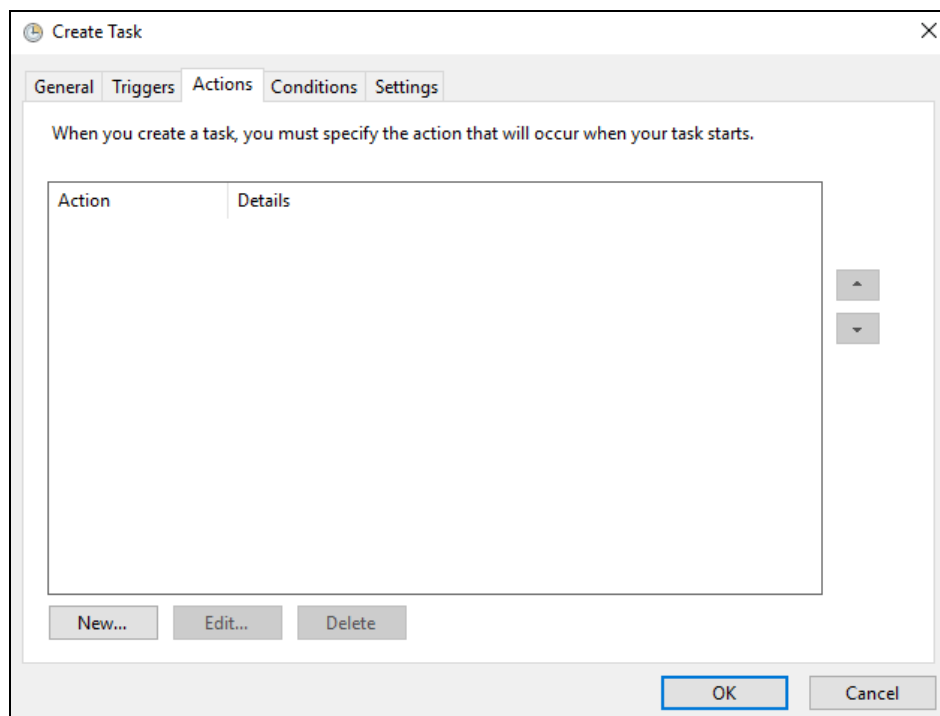 Create Task
General Triggers Actions Conditions Settings
When you create a task, you must specify the action that will occur when your task starts.
Action Details
New... Edit... Delete
OK Cancel